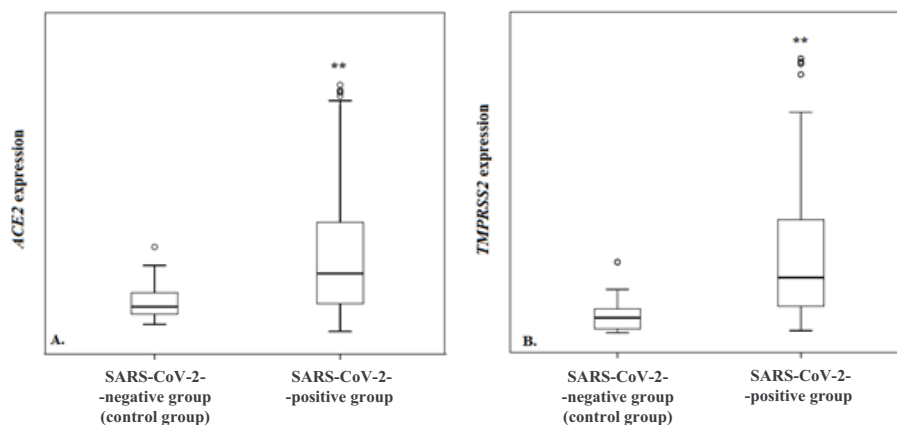 ACE2 expression
**
A.
SARS-CoV-2-
-negative group
(control group)
SARS-CoV-2-
-positive group
TMPRSS2 expression
**
B.
SARS-CoV-2-
-negative group
(control group)
SARS-CoV-2-
-positive group